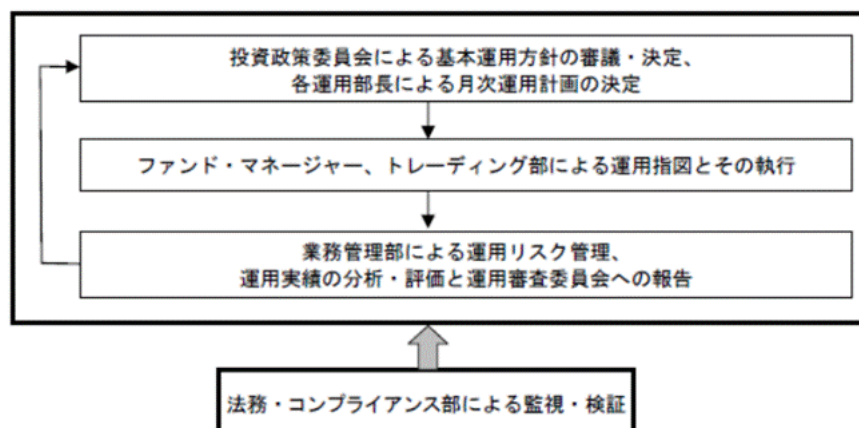 投資政策委員会による基本運用方針の審議・決定、
各運用部長による月次運用計画の決定
ファンド・マネージャー、トレーディング部による運用指図とその執行
業務管理部による運用リスク管理、
運用実績の分析・評価と運用審査委員会への報告
法務・コンプライアンス部による監視・検証